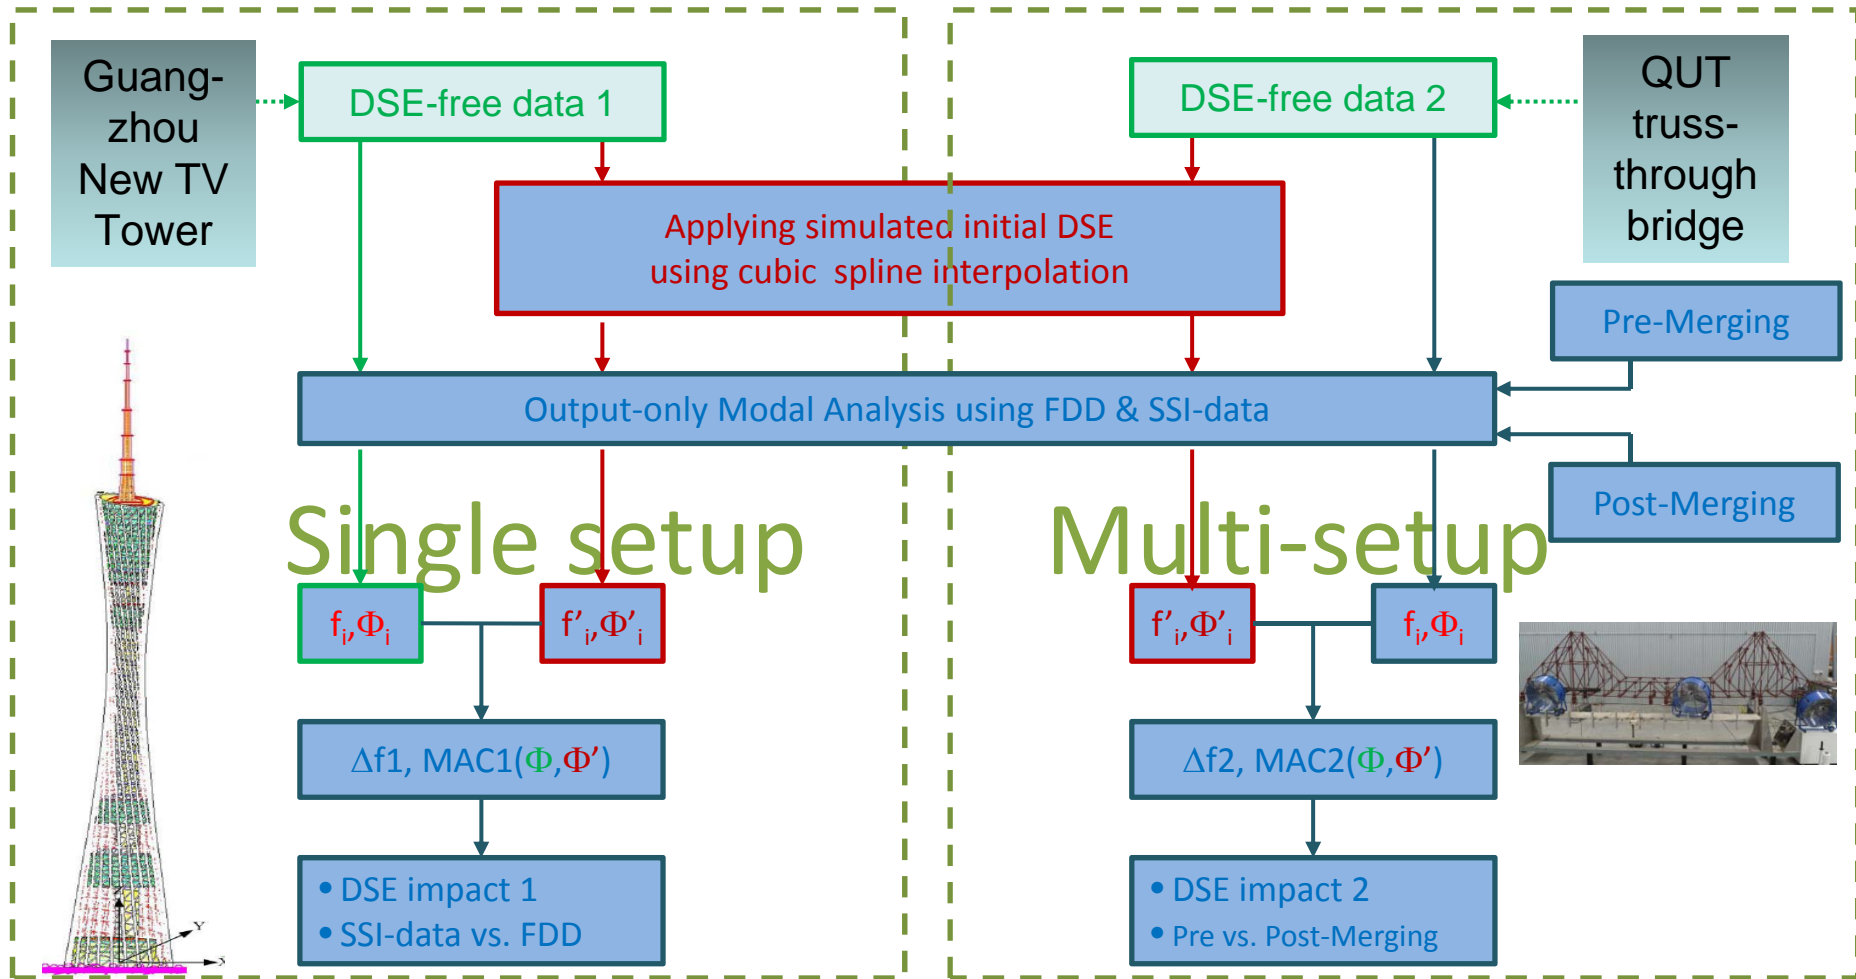 Guang-
zhou
New TV
Tower
DSE-free data 1
DSE-free data 2
QUT
truss-
through
bridge
Applying simulated initial DSE
using cubic spline interpolation
Pre-Merging
Output-only Modal Analysis using FDD & SSI-data
Post-Merging
Single setup
Multi-setup
fi,Φi
f'i,Φ'i
f'i,Φ'i
fi,Φi
Δf1, MAC1(Φ,Φ')
Δf2, MAC2(Φ,Φ')
• DSE impact 1
• SSI-data vs. FDD
• DSE impact 2
• Pre vs. Post-Merging
Z
Y
X